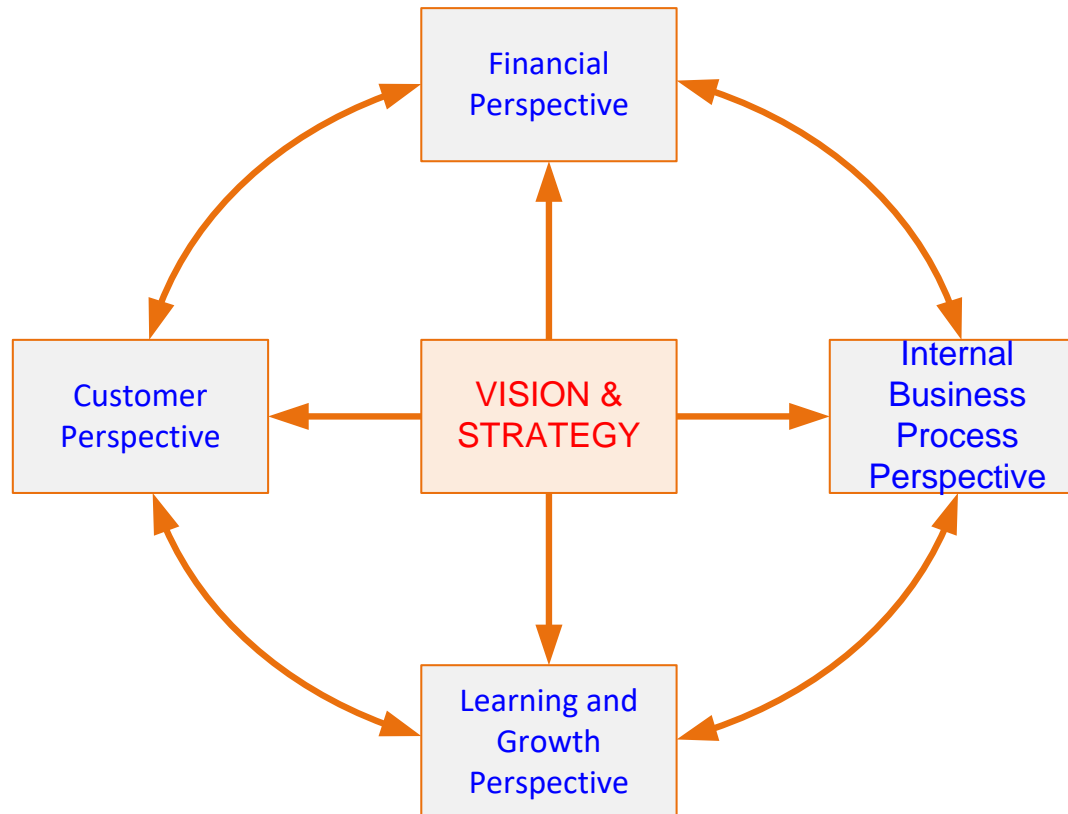 Financial
Perspective
Customer
Perspective
VISION &
STRATEGY
Internal
Business
Process
Perspective
Learning and
Growth
Perspective